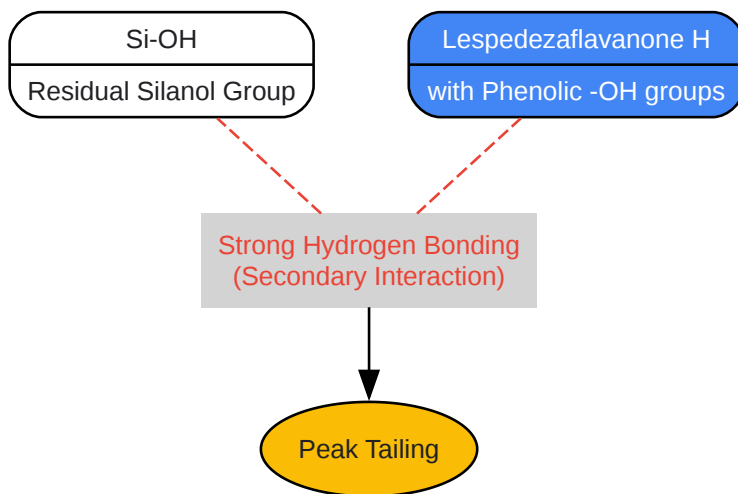 Si-OH
Residual Silanol Group
Lespedezaflavanone H
with Phenolic -OH groups
Strong Hydrogen Bonding
(Secondary Interaction)
Peak Tailing